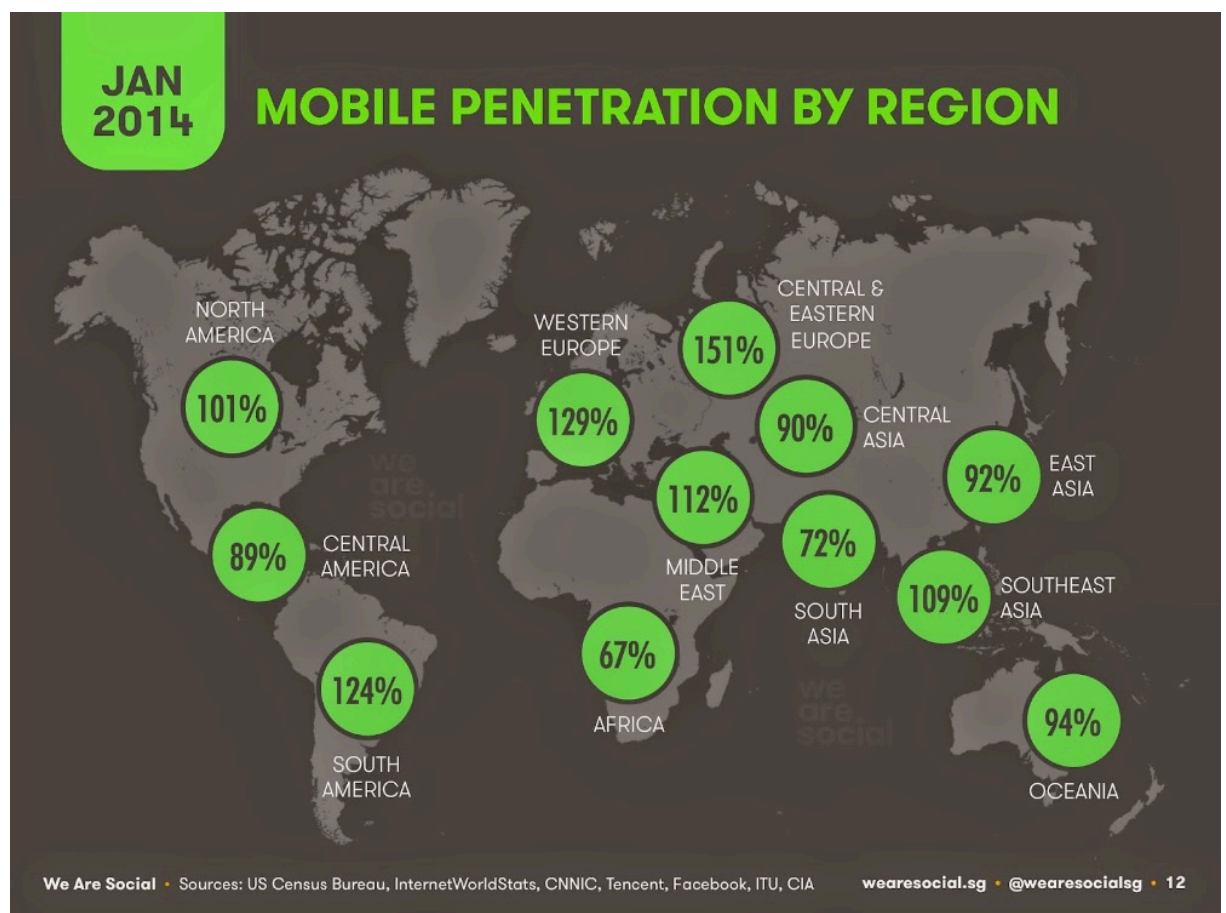 JAN
2014
MOBILE PENETRATION BY REGION
NORTH
AMERICA
101%
WESTERN
EUROPE
129%
CENTRAL &
EASTERN
EUROPE
151%
CENTRAL
ASIA
90%
EAST
ASIA
92%
112%
MIDDLE
EAST
89%
CENTRAL
AMERICA
72%
SOUTH
ASIA
109%
SOUTHEAST
ASIA
67%
AFRICA
124%
SOUTH
AMERICA
94%
OCEANIA
we
are
social
we
are
social
We Are Social • Sources: US Census Bureau, InternetWorldStats, CNNIC, Tencent, Facebook, ITU, CIA
wearesocial.sg • @wearesocialsg • 12